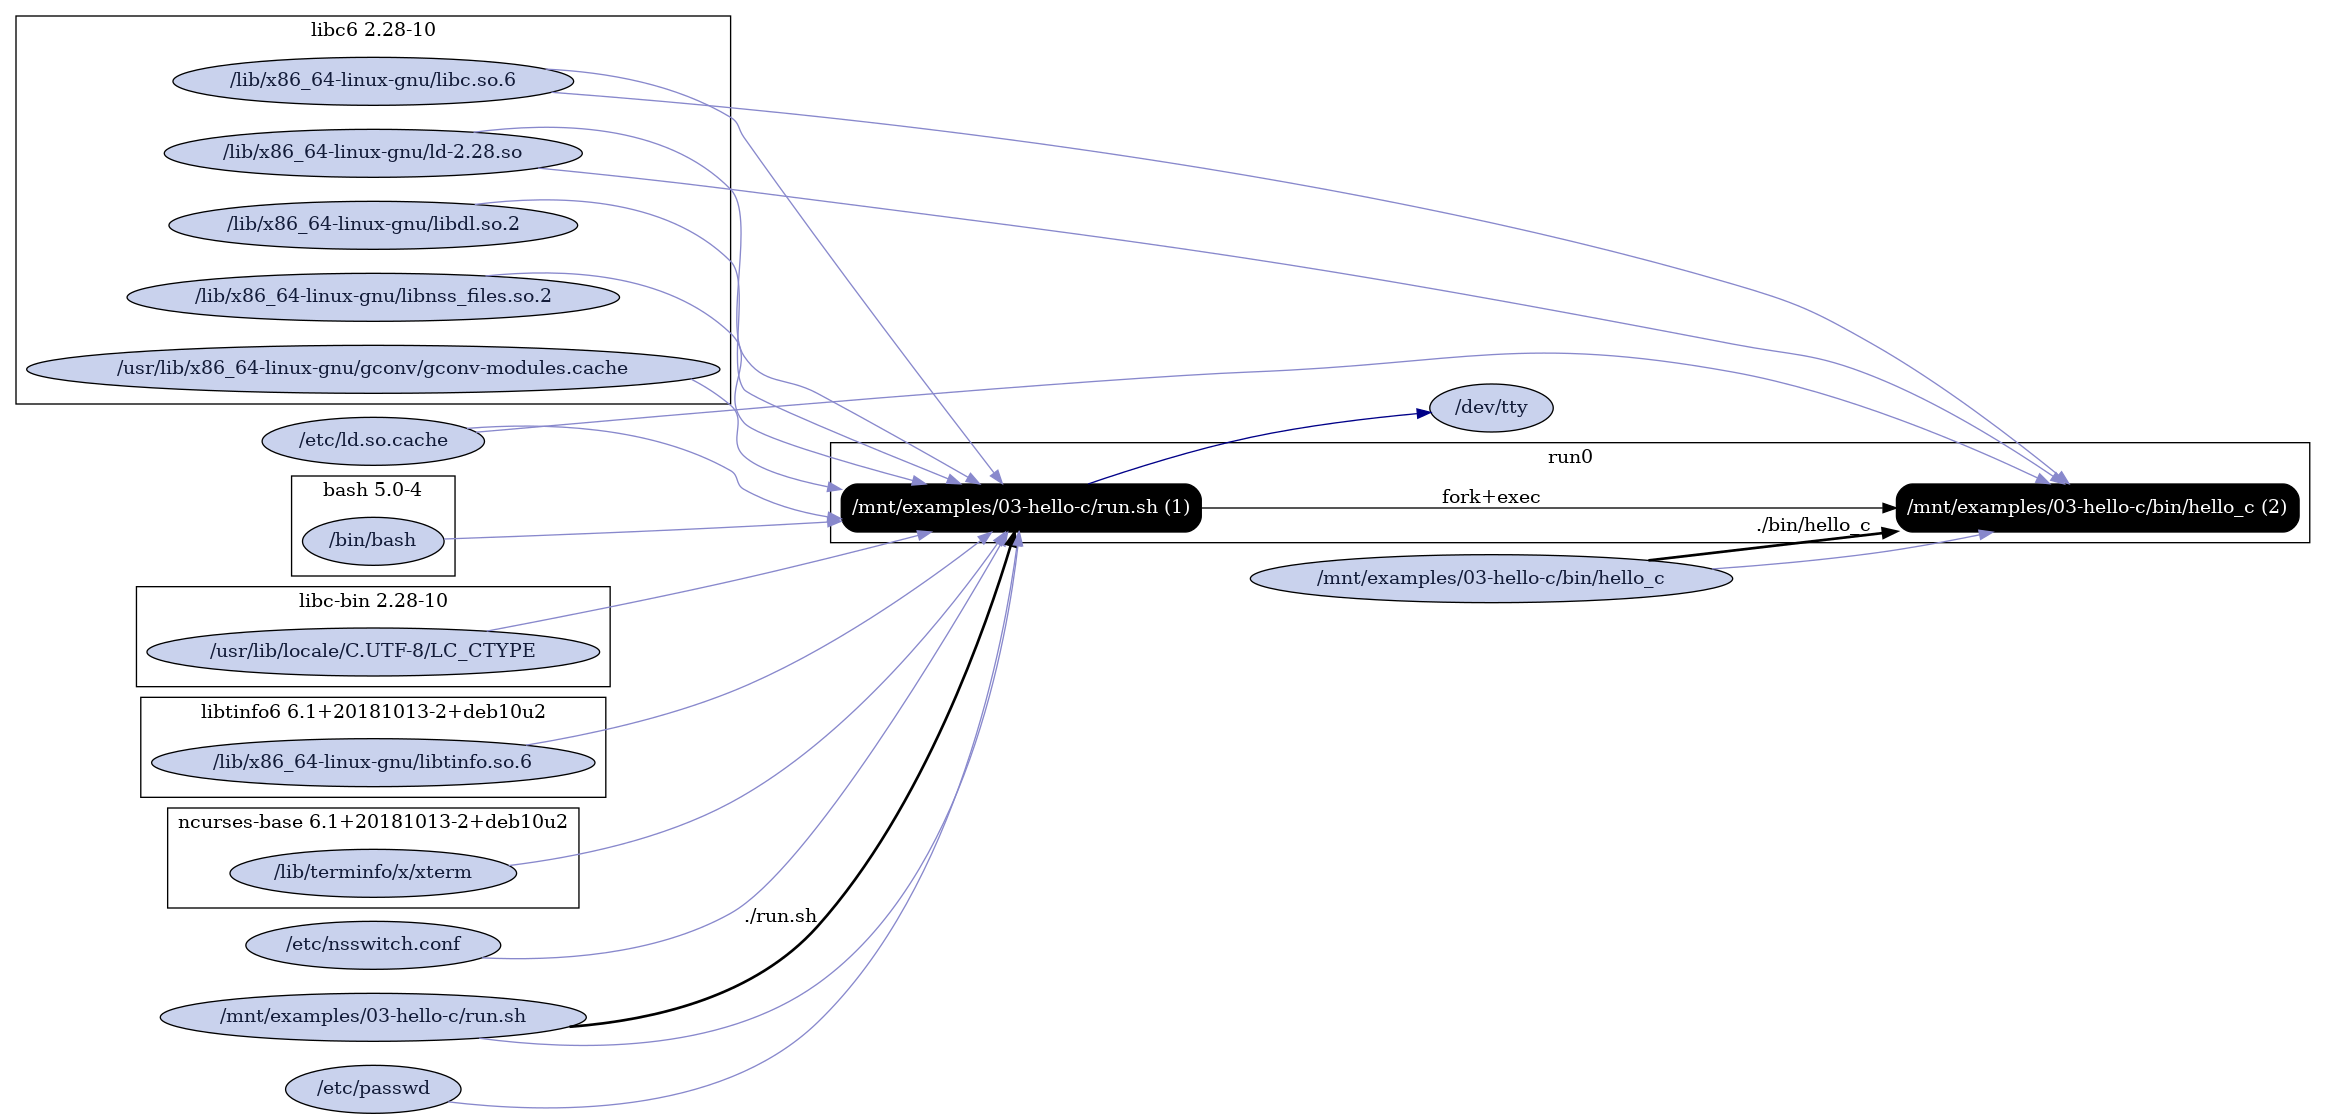 libc6 2.28-10
/lib/x86_64-linux-gnu/libc.so.6
/lib/x86_64-linux-gnu/ld-2.28.so
/lib/x86_64-linux-gnu/libdl.so.2
/lib/x86_64-linux-gnu/libnss_files.so.2
/usr/lib/x86_64-linux-gnu/gconv/gconv-modules.cache
/etc/ld.so.cache
bash 5.0-4
/bin/bash
libc-bin 2.28-10
/usr/lib/locale/C.UTF-8/LC_CTYPE
libtinfo6 6.1+20181013-2+deb10u2
/lib/x86_64-linux-gnu/libtinfo.so.6
ncurses-base 6.1+20181013-2+deb10u2
/lib/terminfo/x/xterm
/etc/nsswitch.conf
/mnt/examples/03-hello-c/run.sh
/etc/passwd
./run.sh
run0
/mnt/examples/03-hello-c/run.sh (1)
/dev/tty
fork+exec
./bin/hello_c
/mnt/examples/03-hello-c/bin/hello_c
/mnt/examples/03-hello-c/bin/hello_c (2)